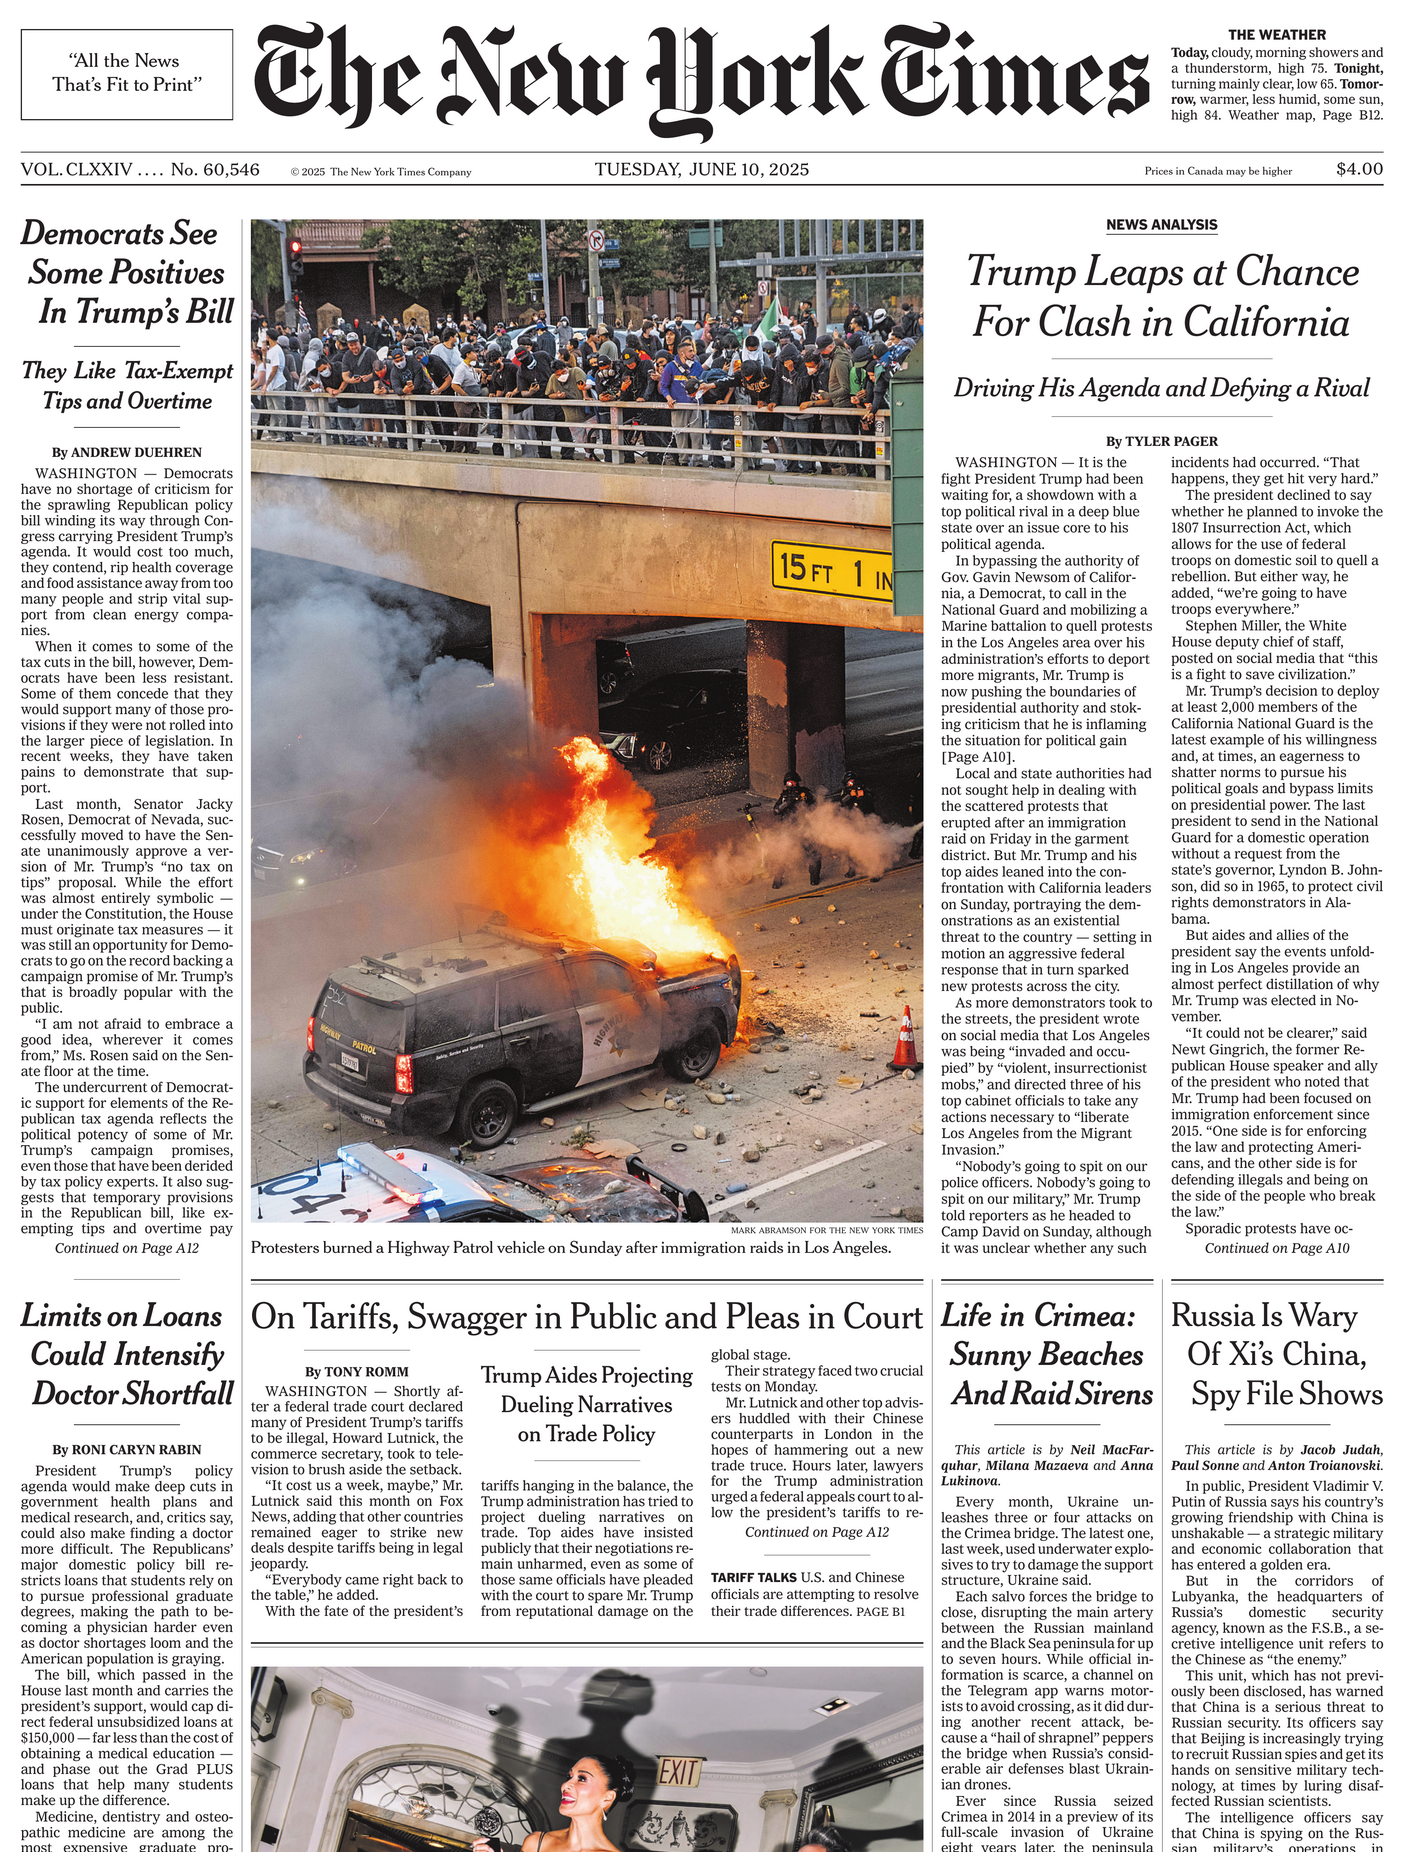 “All the News
That’s Fit to Print”
The New York Times
THE WEATHER
Today, cloudy, morning showers and
a thunderstorm, high 75. Tonight,
turning mainly clear, low 65. Tomor-
row, warmer, less humid, some sun,
high 84. Weather map, Page B12.
VOL. CLXXIV .... No. 60,546
© 2025 The New York Times Company
TUESDAY, JUNE 10, 2025
Prices in Canada may be higher
$4.00
Democrats See
Some Positives
In Trump’s Bill
They Like Tax-Exempt
Tips and Overtime
By ANDREW DUEHREN
WASHINGTON — Democrats
have no shortage of criticism for
the sprawling Republican policy
bill winding its way through Con-
gress carrying President Trump’s
agenda. It would cost too much,
they contend, rip health coverage
and food assistance away from too
many people and strip vital sup-
port from clean energy compa-
nies.
When it comes to some of the
tax cuts in the bill, however, Dem-
ocrats have been less resistant.
Some of them concede that they
would support many of those pro-
visions if they were not rolled into
the larger piece of legislation. In
recent weeks, they have taken
pains to demonstrate that sup-
port.
Last month, Senator Jacky
Rosen, Democrat of Nevada, suc-
cessfully moved to have the Sen-
ate unanimously approve a ver-
sion of Mr. Trump’s “no tax on
tips” proposal. While the effort
was almost entirely symbolic —
under the Constitution, the House
must originate tax measures — it
was still an opportunity for Demo-
crats to go on the record backing a
campaign promise of Mr. Trump’s
that is broadly popular with the
public.
“I am not afraid to embrace a
good idea, wherever it comes
from,” Ms. Rosen said on the Sen-
ate floor at the time.
The undercurrent of Democrat-
ic support for elements of the Re-
publican tax agenda reflects the
political potency of some of Mr.
Trump’s campaign promises,
even those that have been derided
by tax policy experts. It also sug-
gests that temporary provisions
in the Republican bill, like ex-
empting tips and overtime pay
Continued on Page A12
15 FT 1 IN
HIGHWAY PATROL
Safety, Service and Security
HIGHWAY
04
MARK ABRAMSON FOR THE NEW YORK TIMES
Protesters burned a Highway Patrol vehicle on Sunday after immigration raids in Los Angeles.
NEWS ANALYSIS
Trump Leaps at Chance
For Clash in California
Driving His Agenda and Defying a Rival
By TYLER PAGER
WASHINGTON — It is the
fight President Trump had been
waiting for, a showdown with a
top political rival in a deep blue
state over an issue core to his
political agenda.
In bypassing the authority of
Gov. Gavin Newsom of Califor-
nia, a Democrat, to call in the
National Guard and mobilizing a
Marine battalion to quell protests
in the Los Angeles area over his
administration’s efforts to deport
more migrants, Mr. Trump is
now pushing the boundaries of
presidential authority and stok-
ing criticism that he is inflaming
the situation for political gain
[Page A10].
Local and state authorities had
not sought help in dealing with
the scattered protests that
erupted after an immigration
raid on Friday in the garment
district. But Mr. Trump and his
top aides leaned into the con-
frontation with California leaders
on Sunday, portraying the dem-
onstrations as an existential
threat to the country — setting in
motion an aggressive federal
response that in turn sparked
new protests across the city.
As more demonstrators took to
the streets, the president wrote
on social media that Los Angeles
was being “invaded and occu-
pied” by “violent, insurrectionist
mobs,” and directed three of his
top cabinet officials to take any
actions necessary to “liberate
Los Angeles from the Migrant
Invasion.”
“Nobody’s going to spit on our
police officers. Nobody’s going to
spit on our military,” Mr. Trump
told reporters as he headed to
Camp David on Sunday, although
it was unclear whether any such
incidents had occurred. “That
happens, they get hit very hard.”
The president declined to say
whether he planned to invoke the
1807 Insurrection Act, which
allows for the use of federal
troops on domestic soil to quell a
rebellion. But either way, he
added, “we’re going to have
troops everywhere.”
Stephen Miller, the White
House deputy chief of staff,
posted on social media that “this
is a fight to save civilization.”
Mr. Trump’s decision to deploy
at least 2,000 members of the
California National Guard is the
latest example of his willingness
and, at times, an eagerness to
shatter norms to pursue his
political goals and bypass limits
on presidential power. The last
president to send in the National
Guard for a domestic operation
without a request from the
state’s governor, Lyndon B. John-
son, did so in 1965, to protect civil
rights demonstrators in Ala-
bama.
But aides and allies of the
president say the events unfold-
ing in Los Angeles provide an
almost perfect distillation of why
Mr. Trump was elected in No-
vember.
“It could not be clearer,” said
Newt Gingrich, the former Re-
publican House speaker and ally
of the president who noted that
Mr. Trump had been focused on
immigration enforcement since
2015. “One side is for enforcing
the law and protecting Ameri-
cans, and the other side is for
defending illegals and being on
the side of the people who break
the law.”
Sporadic protests have oc-
Continued on Page A10
Limits on Loans
Could Intensify
Doctor Shortfall
By RONI CARYN RABIN
President Trump’s policy
agenda would make deep cuts in
government health plans and
medical research, and, critics say,
could also make finding a doctor
more difficult. The Republicans’
major domestic policy bill re-
stricts loans that students rely on
to pursue professional graduate
degrees, making the path to be-
coming a physician harder even
as doctor shortages loom and the
American population is graying.
The bill, which passed in the
House last month and carries the
president’s support, would cap di-
rect federal unsubsidized loans at
$150,000 — far less than the cost of
obtaining a medical education —
and phase out the Grad PLUS
loans that help many students
make up the difference.
Medicine, dentistry and osteo-
pathic medicine are among the
most expensive graduate pro-
On Tariffs, Swagger in Public and Pleas in Court
By TONY ROMM
WASHINGTON — Shortly af-
ter a federal trade court declared
many of President Trump’s tariffs
to be illegal, Howard Lutnick, the
commerce secretary, took to tele-
vision to brush aside the setback.
“It cost us a week, maybe,” Mr.
Lutnick said this month on Fox
News, adding that other countries
remained eager to strike new
deals despite tariffs being in legal
jeopardy.
“Everybody came right back to
the table,” he added.
With the fate of the president’s
Trump Aides Projecting
Dueling Narratives
on Trade Policy
tariffs hanging in the balance, the
Trump administration has tried to
project dueling narratives on
trade. Top aides have insisted
publicly that their negotiations re-
main unharmed, even as some of
those same officials have pleaded
with the court to spare Mr. Trump
from reputational damage on the
global stage.
Their strategy faced two crucial
tests on Monday.
Mr. Lutnick and other top advis-
ers huddled with their Chinese
counterparts in London in the
hopes of hammering out a new
trade truce. Hours later, lawyers
for the Trump administration
urged a federal appeals court to al-
low the president’s tariffs to re-
Continued on Page A12
TARIFF TALKS U.S. and Chinese
officials are attempting to resolve
their trade differences. PAGE B1
EXIT
Life in Crimea:
Sunny Beaches
And Raid Sirens
This article is by Neil MacFar-
quhar, Milana Mazaeva and Anna
Lukinova.
Every month, Ukraine un-
leashes three or four attacks on
the Crimea bridge. The latest one,
last week, used underwater explo-
sives to try to damage the support
structure, Ukraine said.
Each salvo forces the bridge to
close, disrupting the main artery
between the Russian mainland
and the Black Sea peninsula for up
to seven hours. While official in-
formation is scarce, a channel on
the Telegram app warns motor-
ists to avoid crossing, as it did dur-
ing another recent attack, be-
cause a “hail of shrapnel” peppers
the bridge when Russia’s consid-
erable air defenses blast Ukrain-
ian drones.
Ever since Russia seized
Crimea in 2014 in a preview of its
full-scale invasion of Ukraine
eight years later, the peninsula
Russia Is Wary
Of Xi’s China,
Spy File Shows
This article is by Jacob Judah,
Paul Sonne and Anton Troianovski.
In public, President Vladimir V.
Putin of Russia says his country’s
growing friendship with China is
unshakable — a strategic military
and economic collaboration that
has entered a golden era.
But in the corridors of
Lubyanka, the headquarters of
Russia’s domestic security
agency, known as the F.S.B., a se-
cretive intelligence unit refers to
the Chinese as “the enemy.”
This unit, which has not previ-
ously been disclosed, has warned
that China is a serious threat to
Russian security. Its officers say
that Beijing is increasingly trying
to recruit Russian spies and get its
hands on sensitive military tech-
nology, at times by luring disaf-
fected Russian scientists.
The intelligence officers say
that China is spying on the Rus-
sian military’s operations in